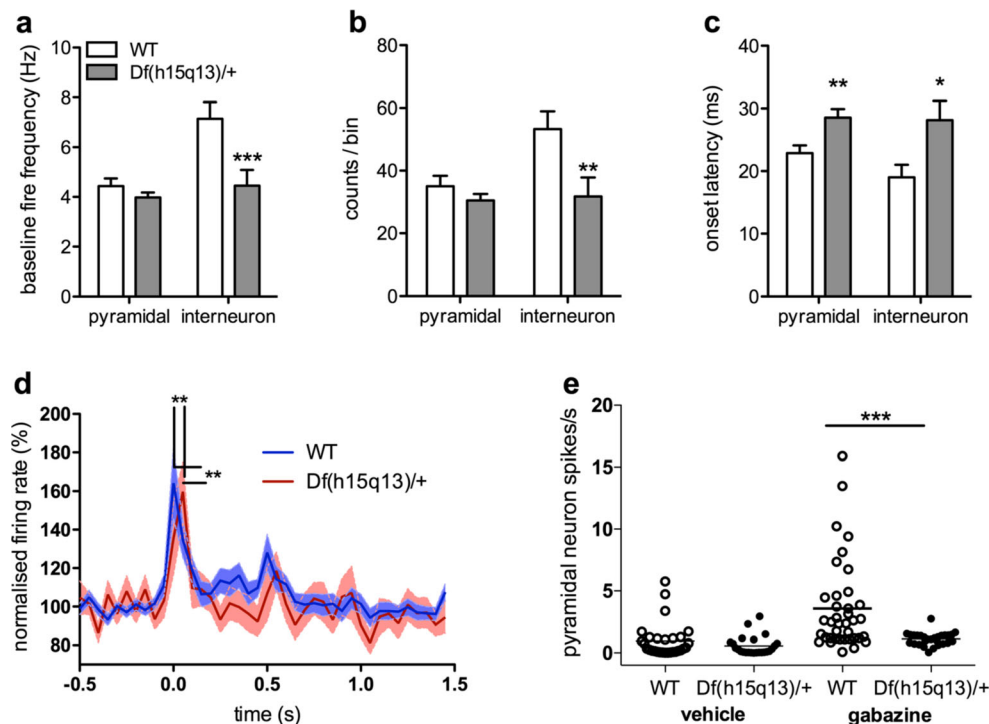 a
baseline fire frequency (Hz)
10
8
6
4
2
0
WT
Df(h15q13)/+
***
pyramidal
interneuron
b
counts / bin
80
60
40
20
0
**
pyramidal
interneuron
c
onset latency (ms)
40
30
20
10
0
**
*
pyramidal
interneuron
d
normalised firing rate (%)
200
180
160
140
120
100
80
**
**
WT
Df(h15q13)/+
-0.5
0.0
0.5
1.0
1.5
time (s)
e
pyramidal neuron spikes/s
20
15
10
5
0
***
WT
Df(h15q13)/+
WT
Df(h15q13)/+
vehicle
gabazine